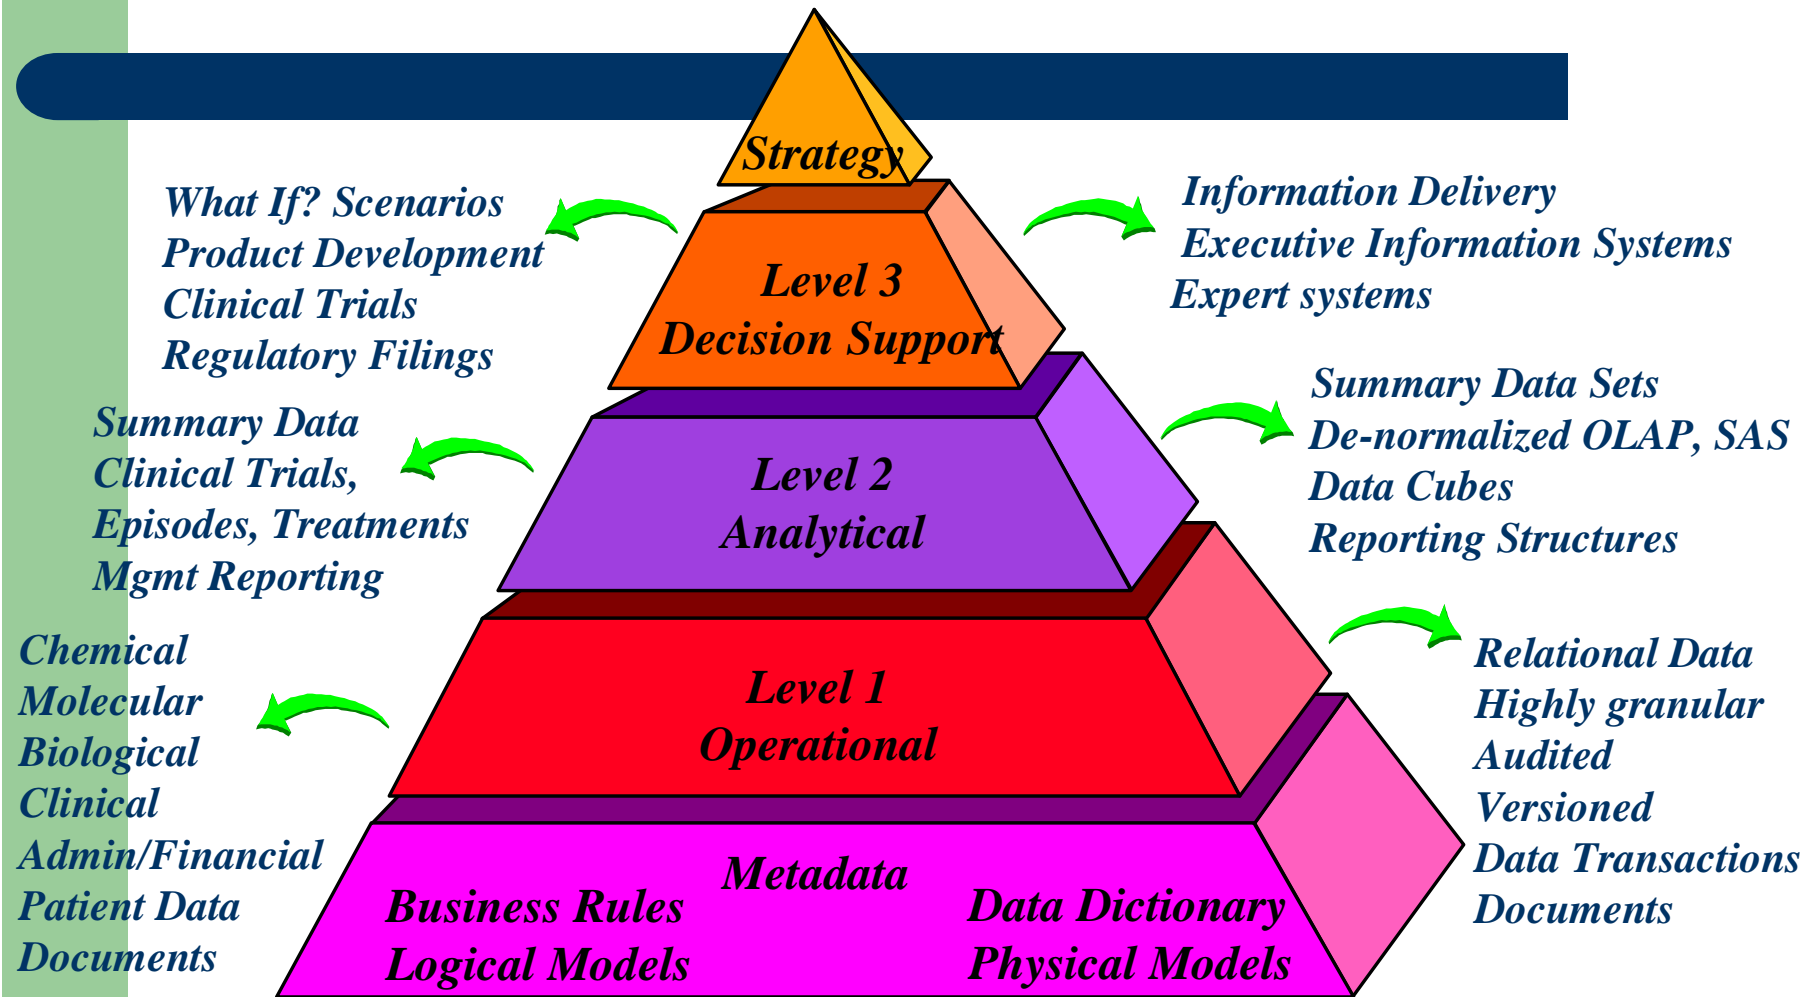 Strategy
What If? Scenarios
Product Development
Clinical Trials
Regulatory Filings
Level 3
Decision Support
Information Delivery
Executive Information Systems
Expert systems
Summary Data
Clinical Trials,
Episodes, Treatments
Mgmt Reporting
Level 2
Analytical
Summary Data Sets
De-normalized OLAP, SAS
Data Cubes
Reporting Structures
Chemical
Molecular
Biological
Clinical
Admin/Financial
Patient Data
Documents
Level 1
Operational
Relational Data
Highly granular
Audited
Versioned
Data Transactions
Documents
Metadata
Business Rules
Logical Models
Data Dictionary
Physical Models